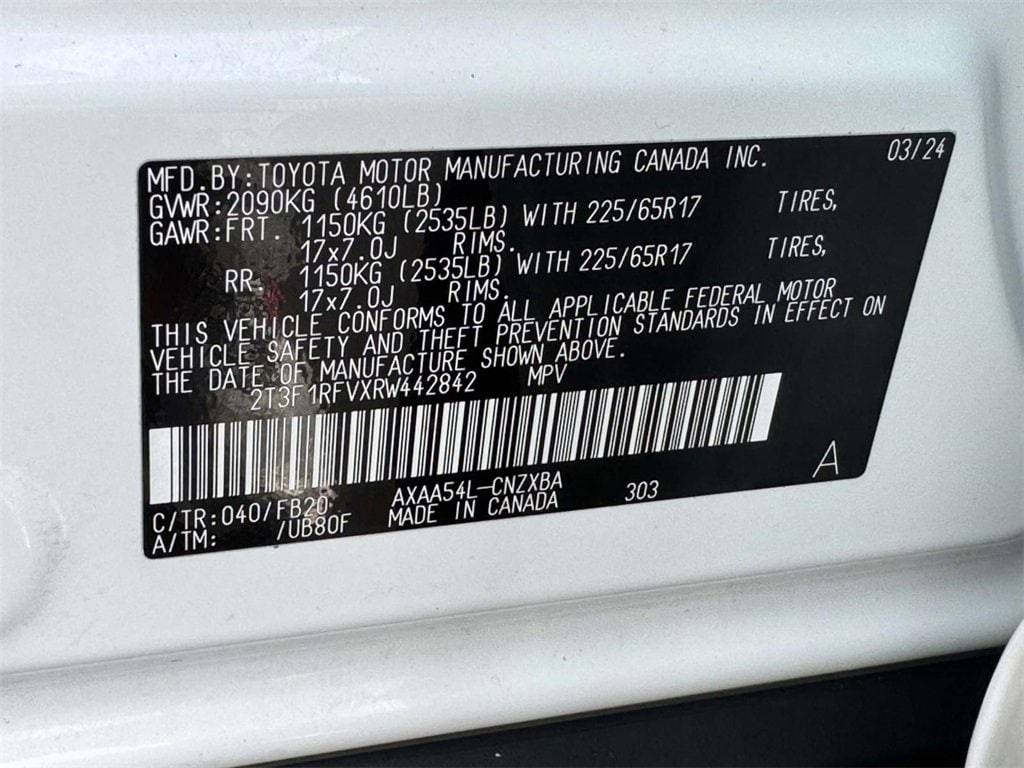 MFD.BY:TOYOTA MOTOR MANUFACTURING CANADA INC. 03/24
GVWR:2090KG (4610LB)
GAWR:FRT. 1150KG (2535LB) WITH 225/65R17 TIRES,
17x7.0J RIMS.
RR. 1150KG (2535LB) WITH 225/65R17 TIRES,
17x7.0J RIMS.
THIS VEHICLE CONFORMS TO ALL APPLICABLE FEDERAL MOTOR
VEHICLE SAFETY AND THEFT PREVENTION STANDARDS IN EFFECT ON
THE DATE OF MANUFACTURE SHOWN ABOVE.
2T3F1RFVXRW442842 MPV
A
C/TR:040/FB20 AXAA54L-CNZXBA 303
A/TM: /UB80F MADE IN CANADA